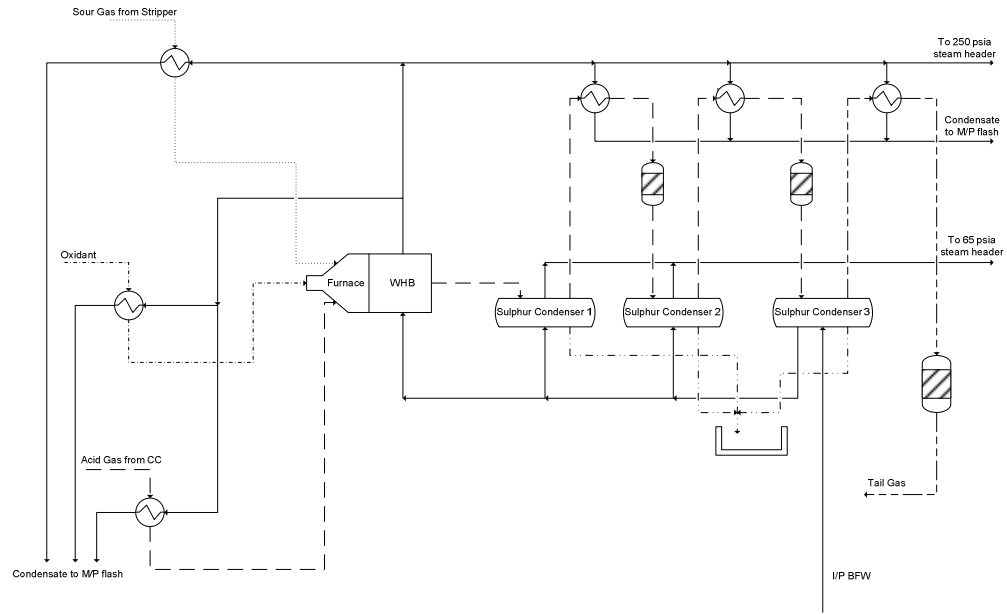 Sour Gas from Stripper
To 250 psia
steam header
Condensate
to M/P flash
To 65 psia
steam header
Oxidant
Furnace
WHB
Sulphur Condenser 1
Sulphur Condenser 2
Sulphur Condenser 3
Acid Gas from CC
Tail Gas
Condensate to M/P flash
I/P BFW